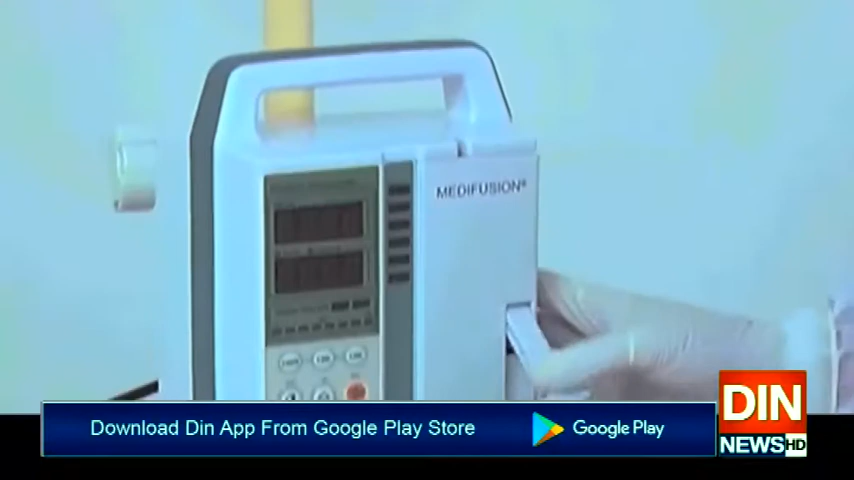 MEDIFUSION®
Download Din App From Google Play Store
Google Play
DIN
NEWS HD